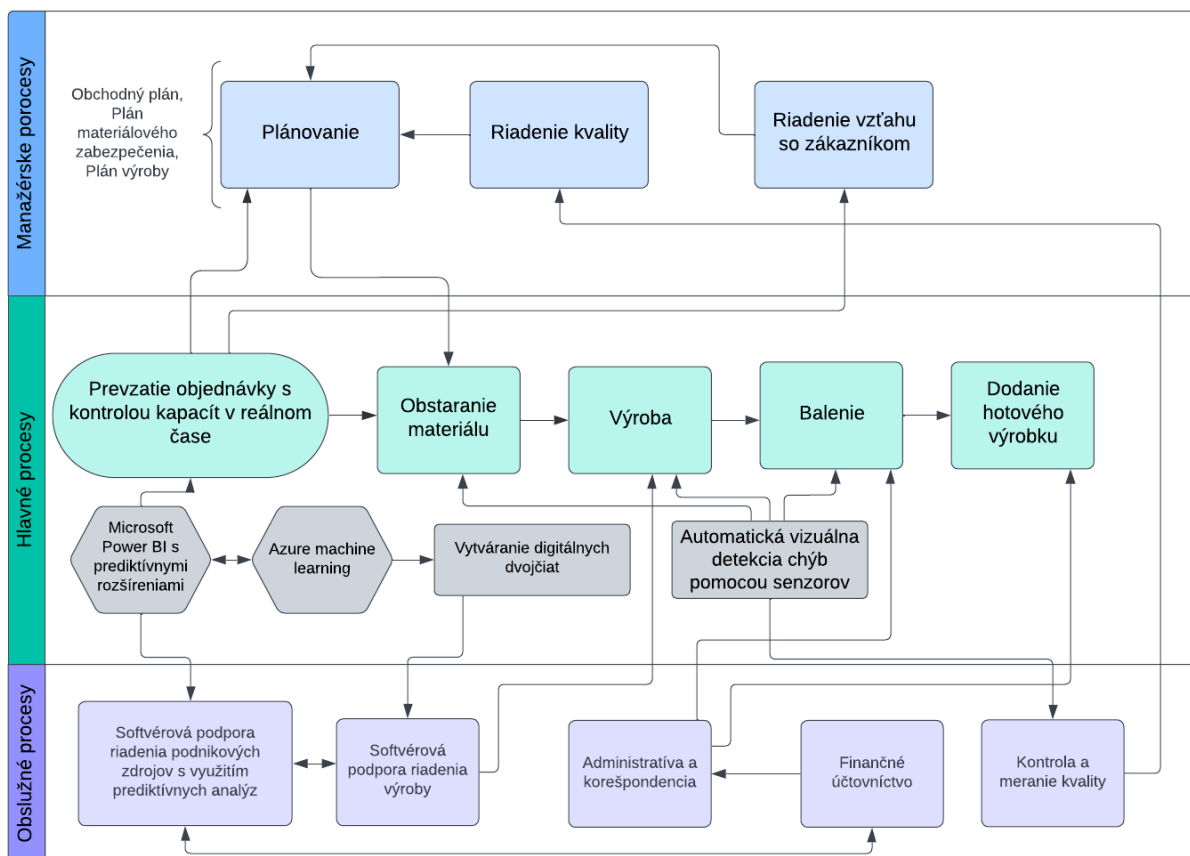 Manažérske porocesy
Obchodný plán,
Plán
materiálového
zabezpečenia,
Plán výroby
Plánovanie
Riadenie kvality
Riadenie vzťahu
so zákazníkom
Hlavné procesy
Prevzatie objednávky s
kontrolou kapacít v reálnom
čase
Obstaranie
materiálu
Výroba
Balenie
Dodanie
hotového
výrobku
Microsoft
Power BI s
prediktívnymi
rozšíreniami
Azure machine
learning
Vytváranie digitálnych
dvojčiat
Automatická vizuálna
detekcia chýb
pomocou senzorov
Obslužné procesy
Softvérová podpora
riadenia podnikových
zdrojov s využitím
prediktívnych analýz
Softvérová
podpora riadenia
výroby
Administratíva a
korešpondencia
Finančné
účtovníctvo
Kontrola a
meranie kvality